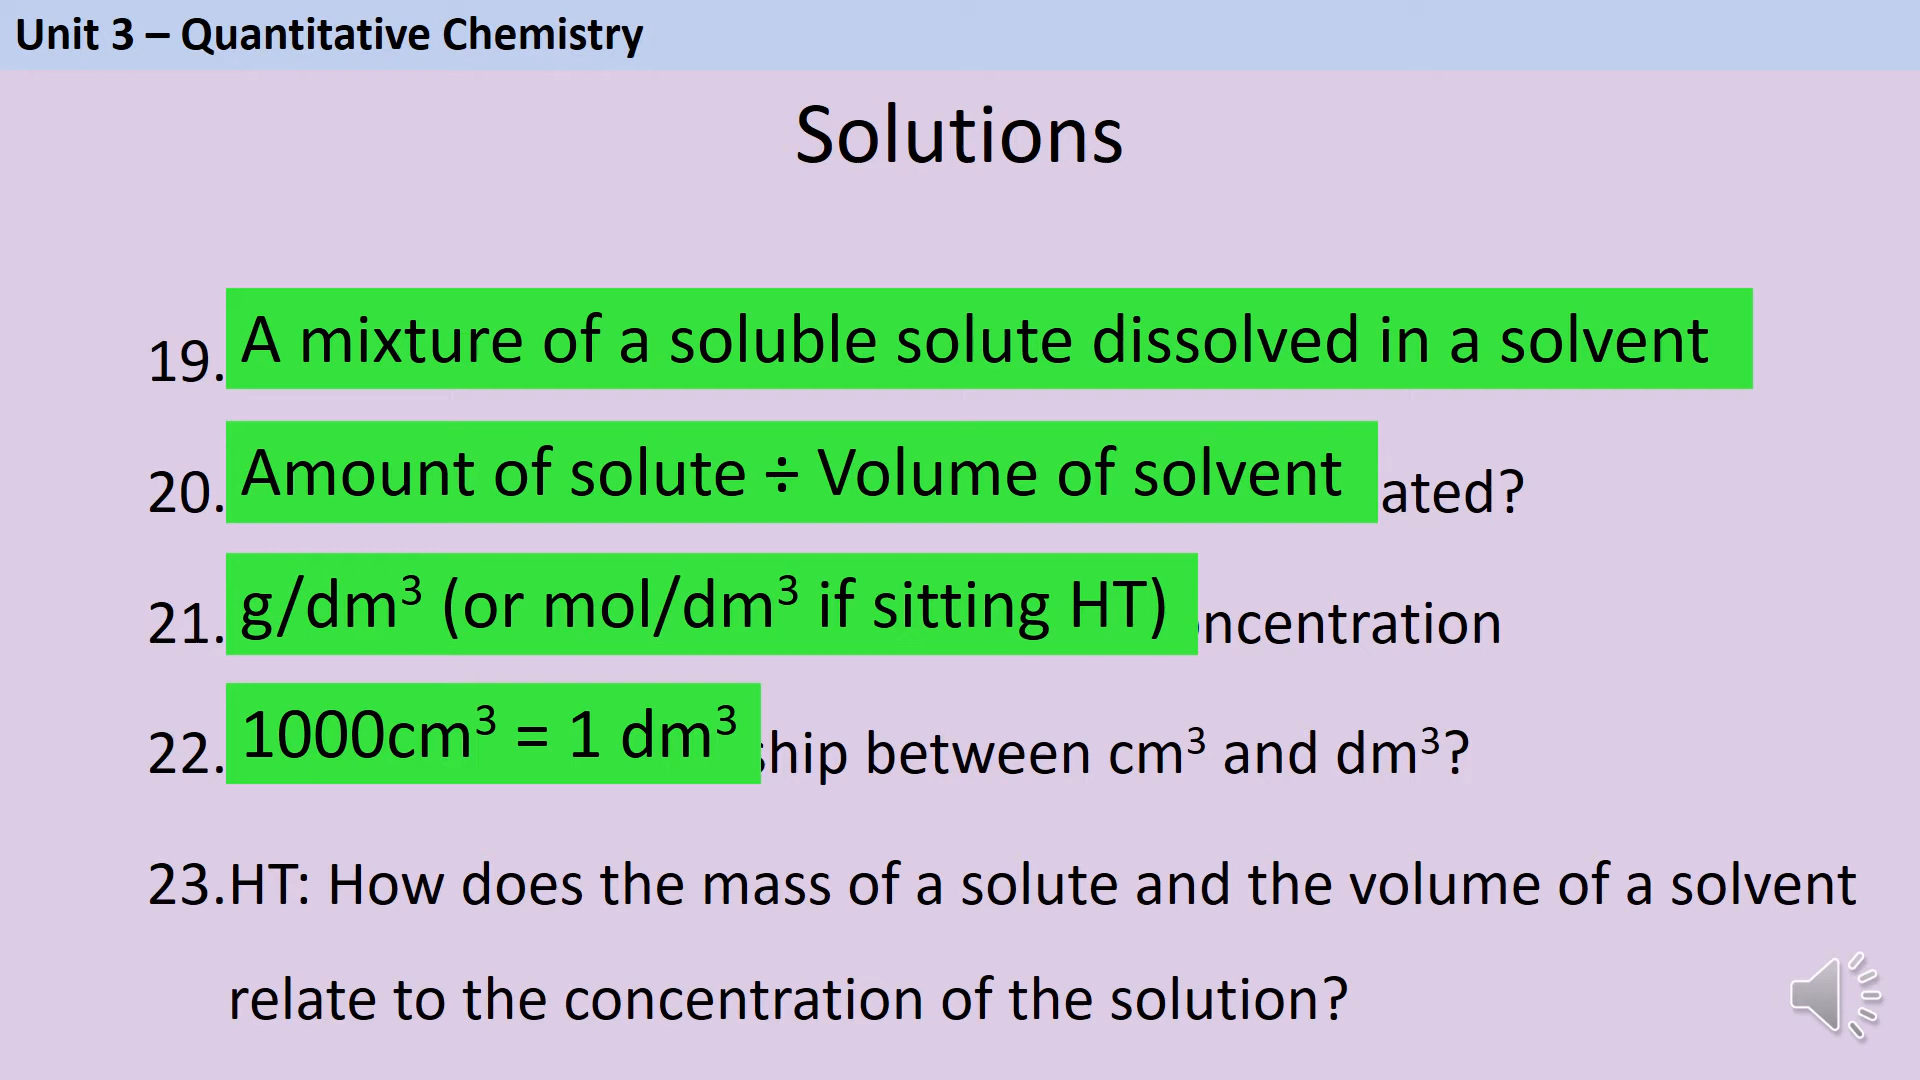 Unit 3 – Quantitative Chemistry
Solutions
19. A mixture of a soluble solute dissolved in a solvent
20. Amount of solute ÷ Volume of solvent ated?
21. g/dm³ (or mol/dm³ if sitting HT) ncentration
22. 1000cm³ = 1 dm³ ship between cm³ and dm³?
23. HT: How does the mass of a solute and the volume of a solvent
relate to the concentration of the solution?